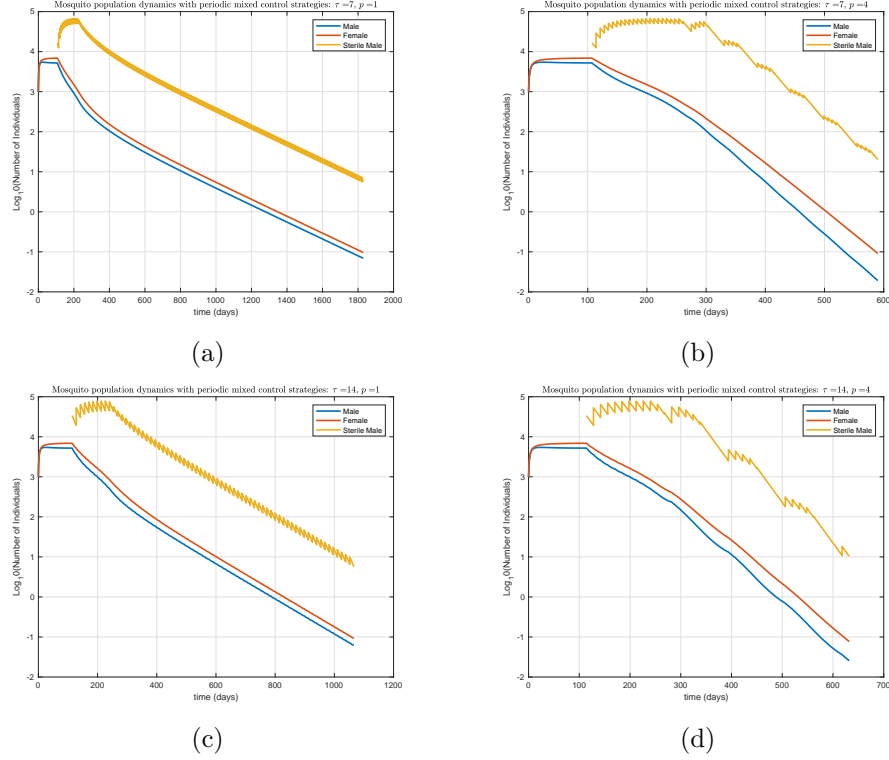 Mosquito population dynamics with periodic mixed control strategies: τ =7, p =1
5
4
3
2
1
0
-1
-2
Log_10(Number of Individuals)
0 200 400 600 800 1000 1200 1400 1600 1800 2000
time (days)
Male
Female
Sterile Male
(a)
Mosquito population dynamics with periodic mixed control strategies: τ =7, p =4
5
4
3
2
1
0
-1
-2
Log_10(Number of Individuals)
0 100 200 300 400 500 600
time (days)
Male
Female
Sterile Male
(b)
Mosquito population dynamics with periodic mixed control strategies: τ =14, p =1
5
4
3
2
1
0
-1
-2
Log_10(Number of Individuals)
0 200 400 600 800 1000 1200
time (days)
Male
Female
Sterile Male
(c)
Mosquito population dynamics with periodic mixed control strategies: τ =14, p =4
5
4
3
2
1
0
-1
-2
Log_10(Number of Individuals)
0 100 200 300 400 500 600 700
time (days)
Male
Female
Sterile Male
(d)